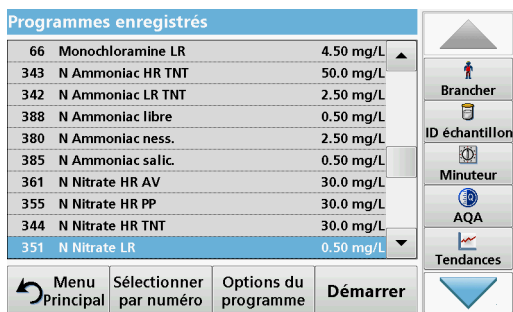 Programmes enregistrés
66 Monochloramine LR 4.50 mg/L
343 N Ammoniac HR TNT 50.0 mg/L
342 N Ammoniac LR TNT 2.50 mg/L
388 N Ammoniac libre 0.50 mg/L
380 N Ammoniac ness. 2.50 mg/L
385 N Ammoniac salic. 0.50 mg/L
361 N Nitrate HR AV 30.0 mg/L
355 N Nitrate HR PP 30.0 mg/L
344 N Nitrate HR TNT 30.0 mg/L
351 N Nitrate LR 0.50 mg/L
Brancher
ID échantillon
Minuteur
AQA
Tendances
Menu
Principal
Sélectionner
par numéro
Options du
programme
Démarrer